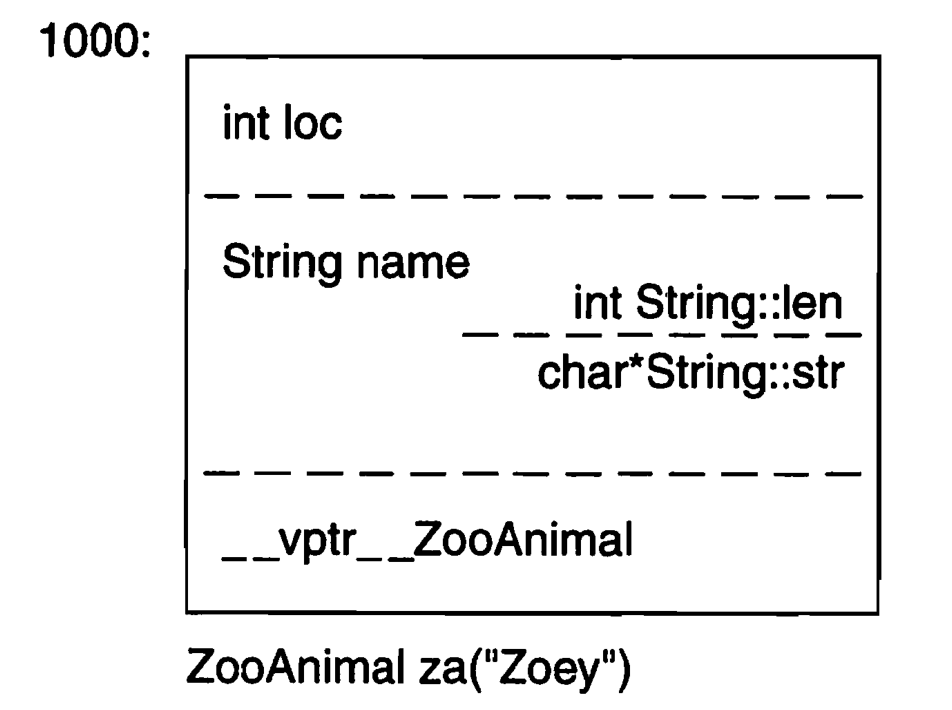 1000:
int loc
String name
int String::len
char*String::str
__vptr__ZooAnimal
ZooAnimal za("Zoey")